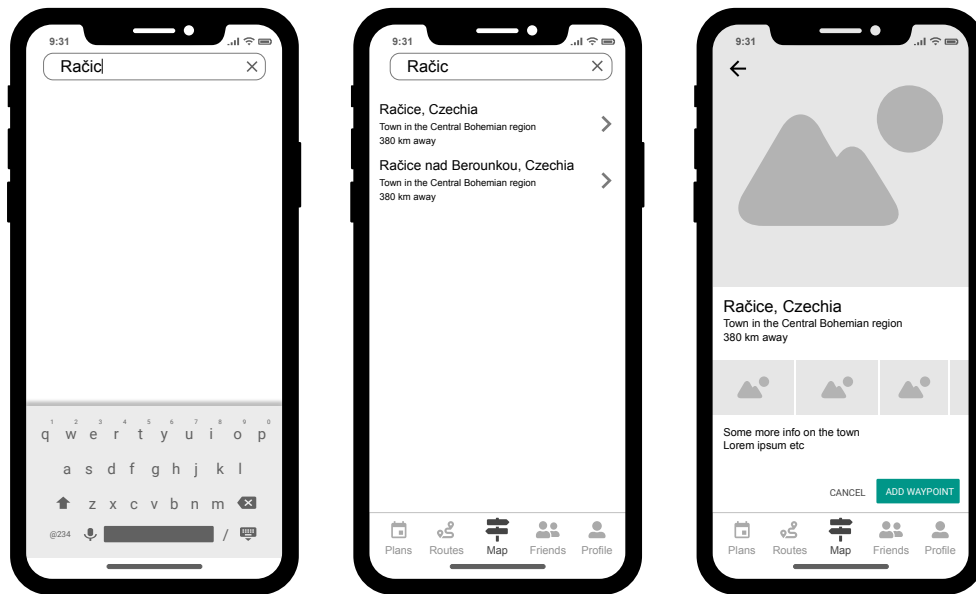 9:31
Račic
1 2 3 4 5 6 7 8 9 0
q w e r t y u i o p
a s d f g h j k l
z x c v b n m
@234 /
9:31
Račic
Račice, Czechia
Town in the Central Bohemian region
380 km away
Račice nad Berounkou, Czechia
Town in the Central Bohemian region
380 km away
Plans Routes Map Friends Profile
9:31
Račice, Czechia
Town in the Central Bohemian region
380 km away
Some more info on the town
Lorem ipsum etc
CANCEL ADD WAYPOINT
Plans Routes Map Friends Profile